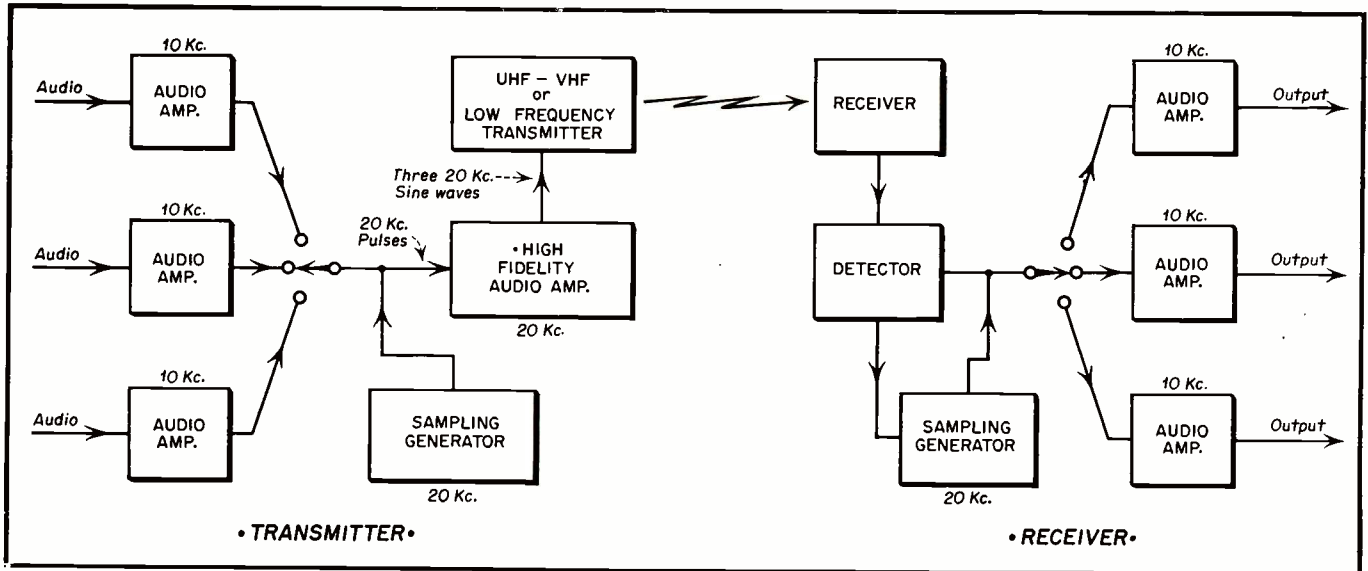 10 Kc.
Audio
AUDIO
AMP.
10 Kc.
Audio
AUDIO
AMP.
10 Kc.
Audio
AUDIO
AMP.
UHF – VHF
or
LOW FREQUENCY
TRANSMITTER
Three 20 Kc.
Sine waves
20 Kc.
Pulses
•HIGH
FIDELITY
AUDIO AMP.
20 Kc.
SAMPLING
GENERATOR
20 Kc.
•TRANSMITTER•
RECEIVER
DETECTOR
SAMPLING
GENERATOR
20 Kc.
10 Kc.
AUDIO
AMP.
Output
10 Kc.
AUDIO
AMP.
Output
10 Kc.
AUDIO
AMP.
Output
•RECEIVER•